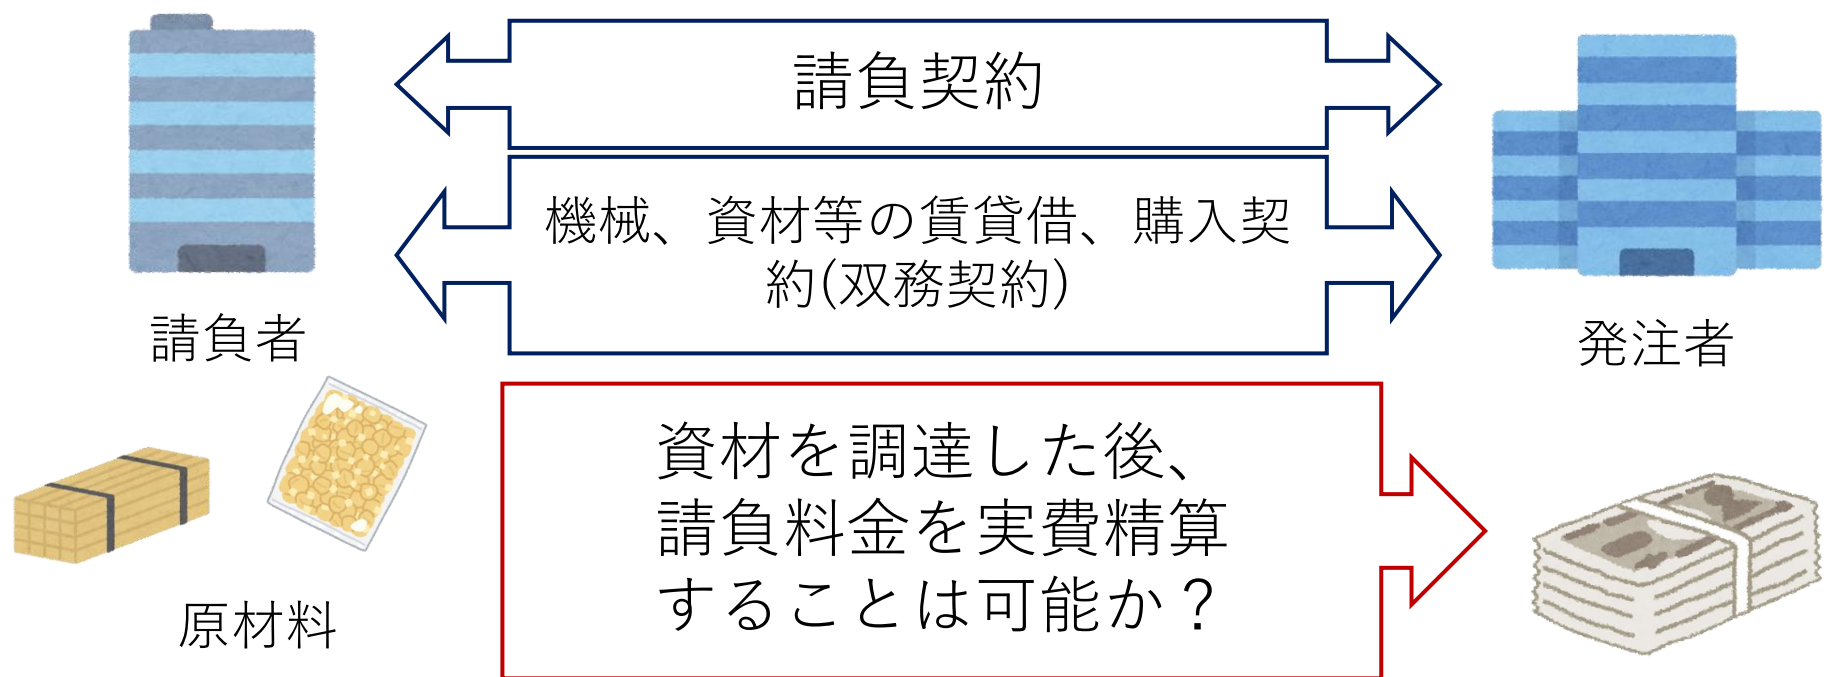 請負契約
機械、資材等の賃貸借、購入契
約(双務契約)
請負者
発注者
資材を調達した後、
請負料金を実費精算
することは可能か？
原材料